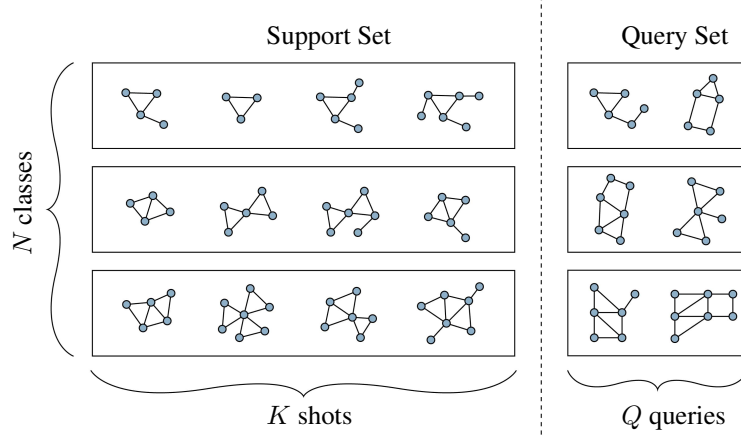 Support Set
Query Set
N classes
K shots
Q queries